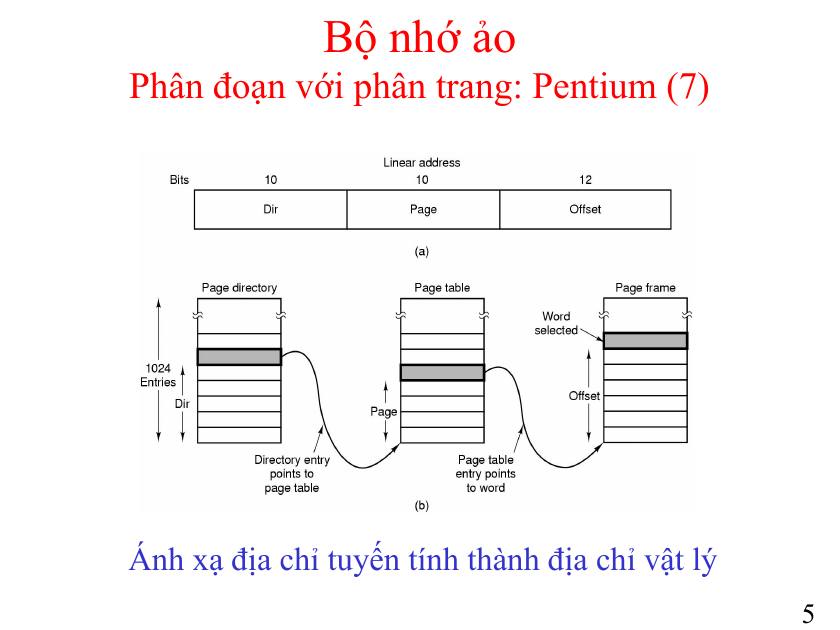 Bộ nhớ ảo
Phân đoạn với phân trang: Pentium (7)
Linear address
Bits 10 10 12
Dir Page Offset
(a)
Page directory Page table Page frame
Word
selected
1024
Entries
Dir
Page
Offset
Directory entry
points to
page table
Page table
entry points
to word
(b)
Ánh xạ địa chỉ tuyến tính thành địa chỉ vật lý
5